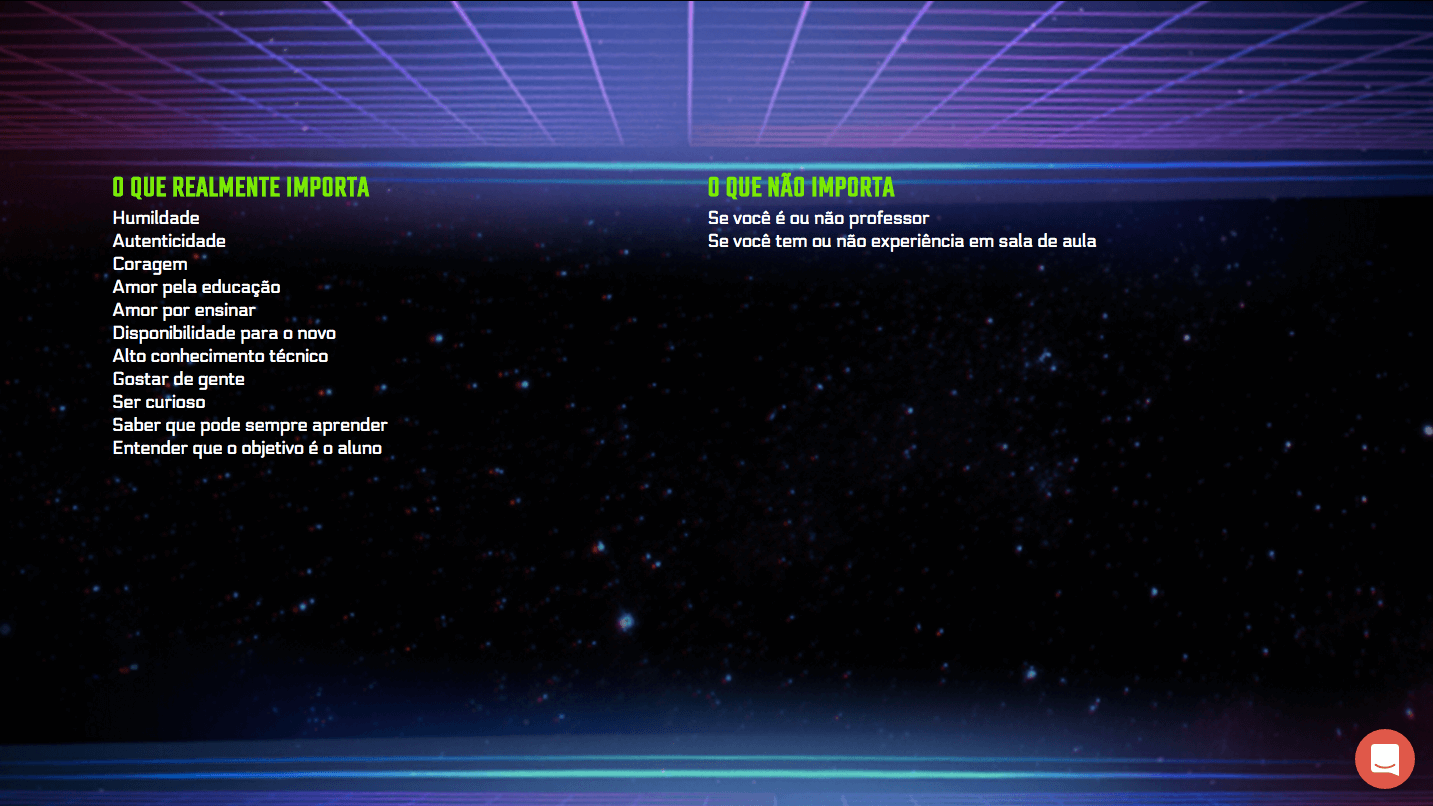 O QUE REALMENTE IMPORTA
Humildade
Autenticidade
Coragem
Amor pela educação
Amor por ensinar
Disponibilidade para o novo
Alto conhecimento técnico
Gostar de gente
Ser curioso
Saber que pode sempre aprender
Entender que o objetivo é o aluno
O QUE NÃO IMPORTA
Se você é ou não professor
Se você tem ou não experiência em sala de aula